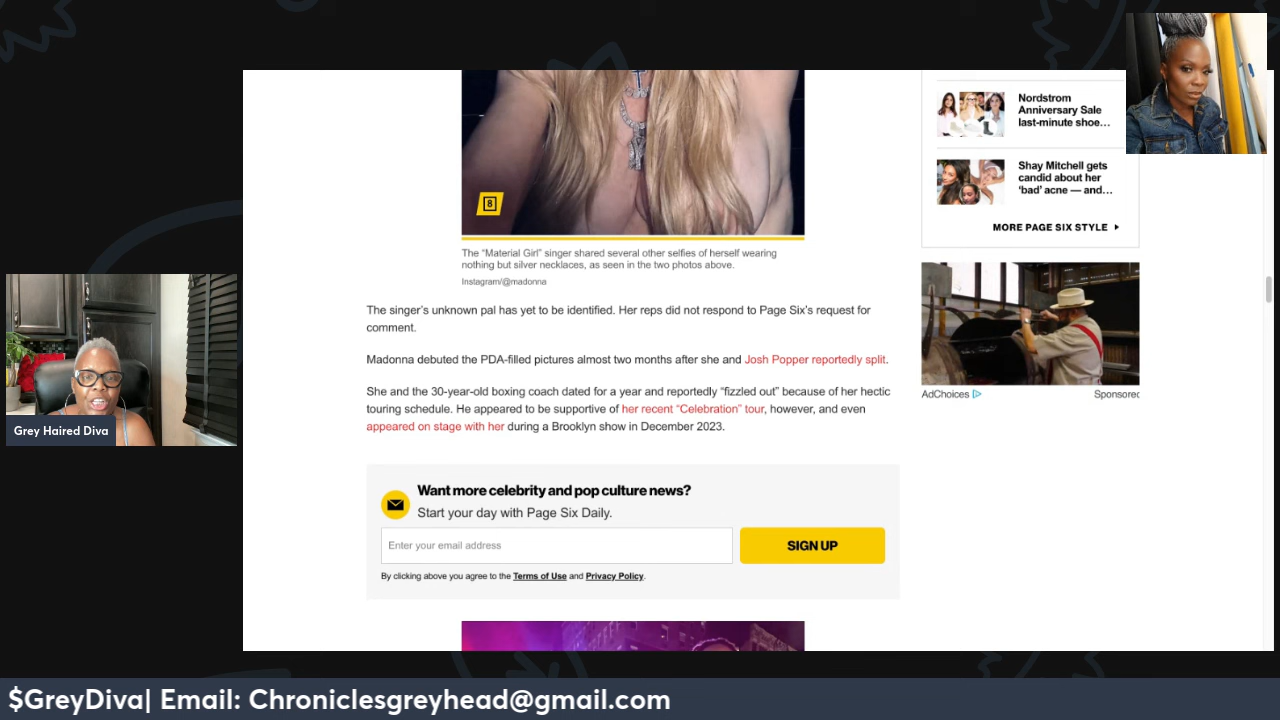 Nordstrom
Anniversary Sale
last-minute shoe…
Shay Mitchell gets
candid about her
‘bad’ acne — and…
MORE PAGE SIX STYLE
8
The “Material Girl” singer shared several other selfies of herself wearing
nothing but silver necklaces, as seen in the two photos above.
Instagram/@madonna
The singer’s unknown pal has yet to be identified. Her reps did not respond to Page Six’s request for
comment.
Madonna debuted the PDA-filled pictures almost two months after she and Josh Popper reportedly split.
She and the 30-year-old boxing coach dated for a year and reportedly “fizzled out” because of her hectic
touring schedule. He appeared to be supportive of her recent “Celebration” tour, however, and even
appeared on stage with her during a Brooklyn show in December 2023.
AdChoices
Sponsored
Grey Haired Diva
Want more celebrity and pop culture news?
Start your day with Page Six Daily.
Enter your email address
SIGN UP
By clicking above you agree to the Terms of Use and Privacy Policy.
$GreyDiva| Email: Chroniclesgreyhead@gmail.com